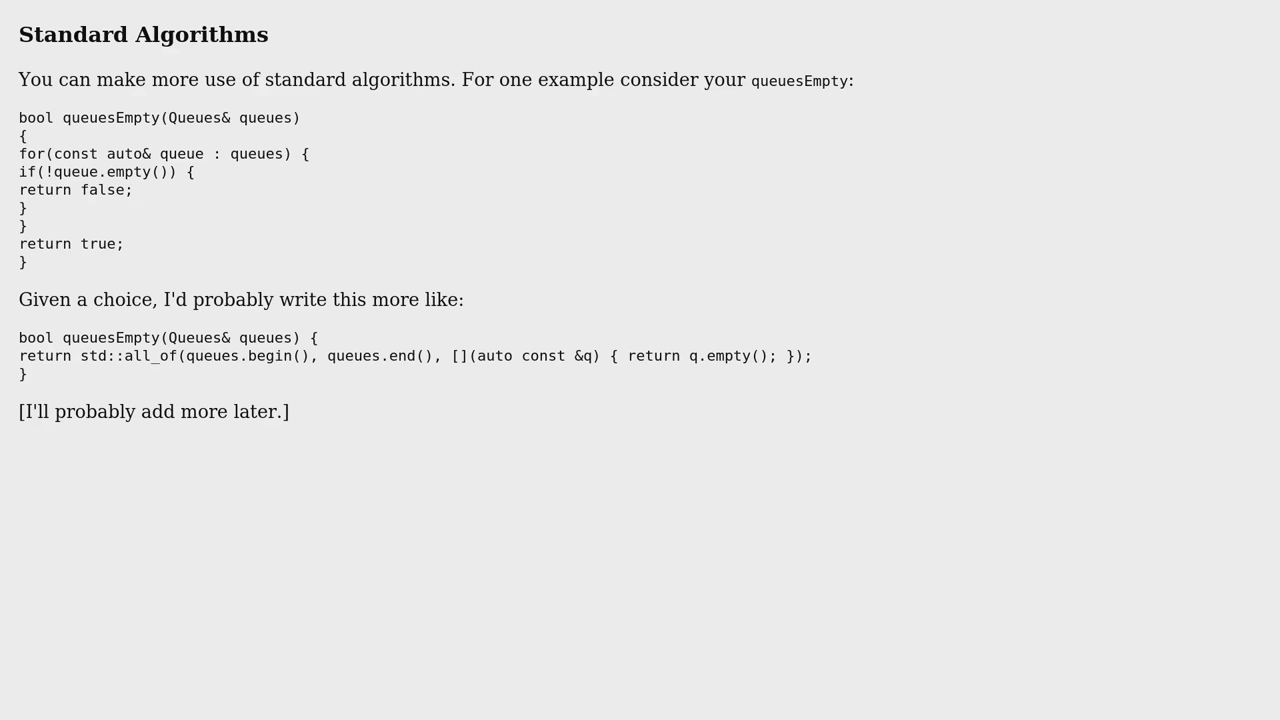 Standard Algorithms
You can make more use of standard algorithms. For one example consider your queuesEmpty:
bool queuesEmpty(Queues& queues)
{
for(const auto& queue : queues) {
if(!queue.empty()) {
return false;
}
}
return true;
}
Given a choice, I'd probably write this more like:
bool queuesEmpty(Queues& queues) {
return std::all_of(queues.begin(), queues.end(), [](auto const &q) { return q.empty(); });
}
[I'll probably add more later.]